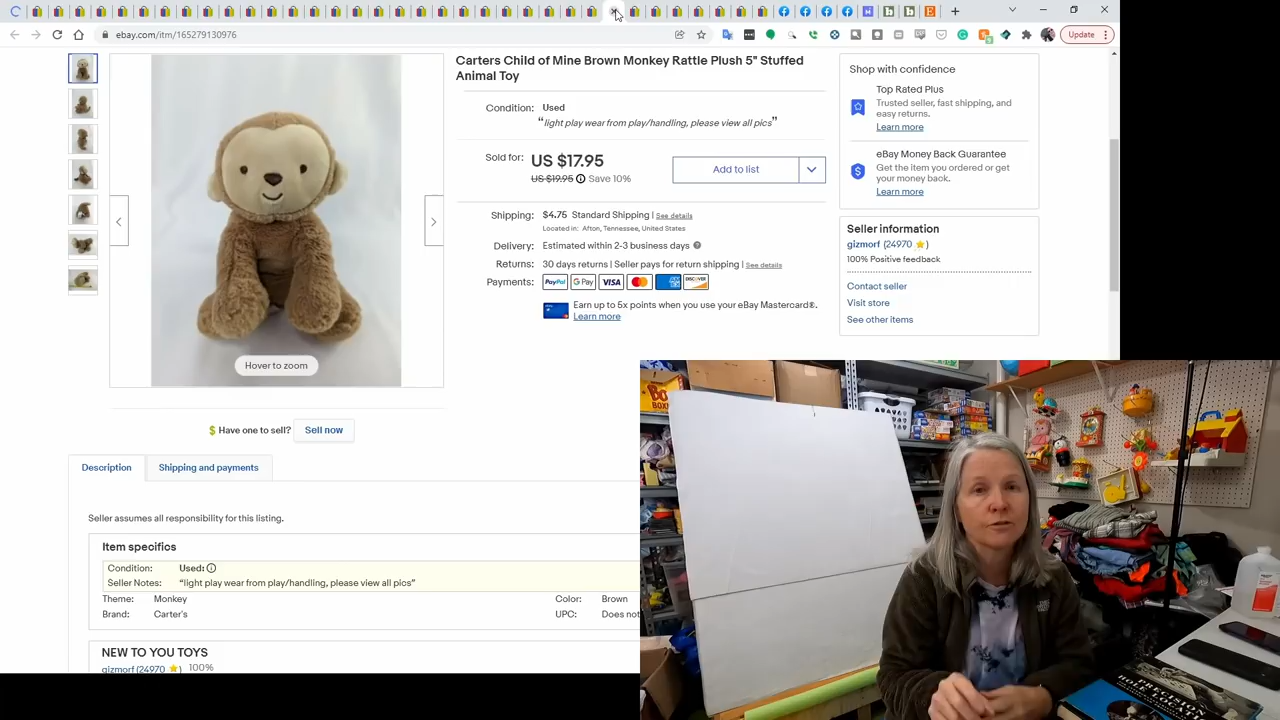 ebay.com/itm/165279130976
Update
Carters Child of Mine Brown Monkey Rattle Plush 5" Stuffed
Animal Toy
Condition: Used
“light play wear from play/handling, please view all pics”
Sold for: US $17.95
US $19.95 Save 10%
Add to list
Shipping: $4.75 Standard Shipping | See details
Located in: Afton, Tennessee, United States
Delivery: Estimated within 2-3 business days
Returns: 30 days returns | Seller pays for return shipping | See details
Payments: PayPal G Pay VISA DISCOVER
Earn up to 5x points when you use your eBay Mastercard®.
Learn more
Shop with confidence
Top Rated Plus
Trusted seller, fast shipping, and
easy returns.
Learn more
eBay Money Back Guarantee
Get the item you ordered or get
your money back.
Learn more
Seller information
gizmorf (24970 )
100% Positive feedback
Contact seller
Visit store
See other items
Hover to zoom
$ Have one to sell? Sell now
Description
Shipping and payments
Seller assumes all responsibility for this listing.
Item specifics
Condition: Used:
Seller Notes: “light play wear from play/handling, please view all pics”
Theme: Monkey
Color: Brown
Brand: Carter's
UPC: Does not
NEW TO YOU TOYS
gizmorf (24970 ) 100%
PRECISION
HOLE